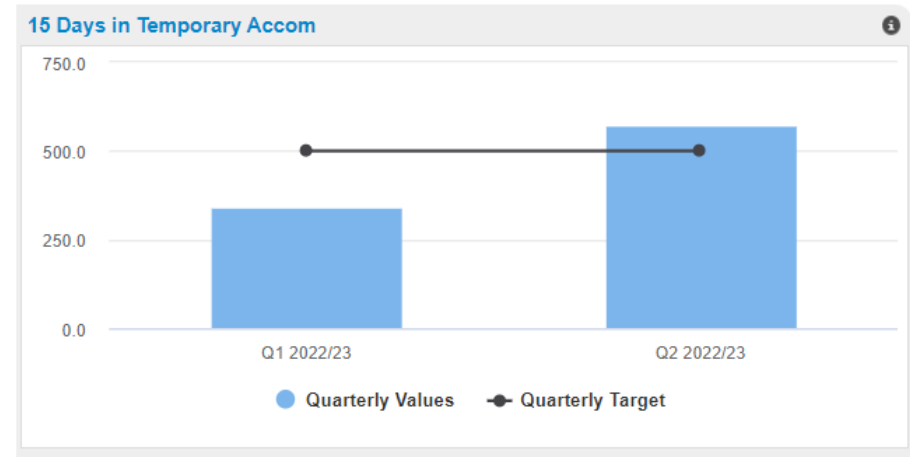 15 Days in Temporary Accom
750.0
500.0
250.0
0.0
Q1 2022/23 Q2 2022/23
Quarterly Values Quarterly Target